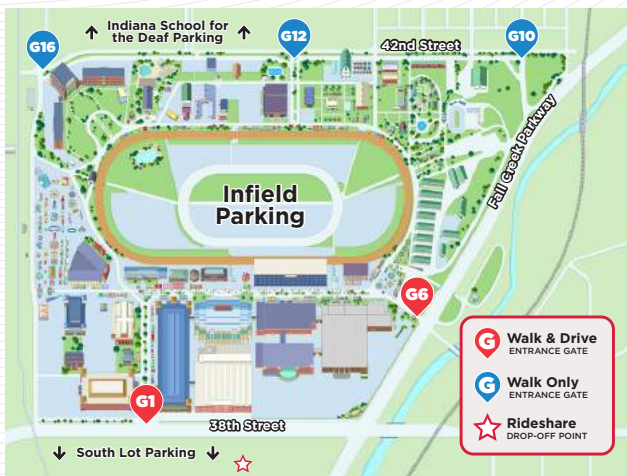 Indiana School for
the Deaf Parking
G16
G12
G10
42nd Street
Fall Creek Parkway
Infield
Parking
G6
G1
38th Street
South Lot Parking
G Walk & Drive
ENTRANCE GATE
G Walk Only
ENTRANCE GATE
Rideshare
DROP-OFF POINT